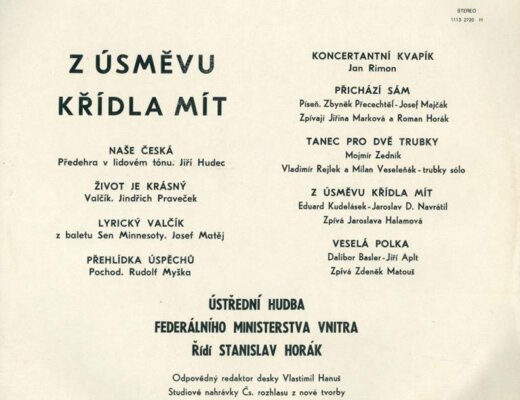 STEREO
1113 2720 H
Z ÚSMĚVU
KŘÍDLA MÍT
NAŠE ČESKÁ
Předehra v lidovém tónu. Jiří Hudec
ŽIVOT JE KRÁSNÝ
Valčík. Jindřich Praveček
LYRICKÝ VALČÍK
z baletu Sen Minnesoty. Josef Matěj
PŘEHLÍDKA ÚSPĚCHŮ
Pochod. Rudolf Myška
KONCERTANTNÍ KVAPÍK
Jan Rimon
PŘICHÁZÍ SÁM
Píseň. Zbyněk Přecechtěl - Josef Majčák
Zpívají Jiřina Marková a Roman Horák
TANEC PRO DVĚ TRUBKY
Mojmír Zedník
Vladimír Rejlek a Milan Veseleňák - trubky sólo
Z ÚSMĚVU KŘÍDLA MÍT
Eduard Kudelásek - Jaroslav D. Navrátil
Zpívá Jaroslava Halamová
VESELÁ POLKA
Dalibor Basler - Jiří Aplt
Zpívá Zdeněk Matouš
ÚSTŘEDNÍ HUDBA
FEDERÁLNÍHO MINISTERSTVA VNITRA
Řídí STANISLAV HORÁK
Odpovědný redaktor desky Vlastimil Hanuš
Studiové nahrávky Čs. rozhlasu z nové tvorby